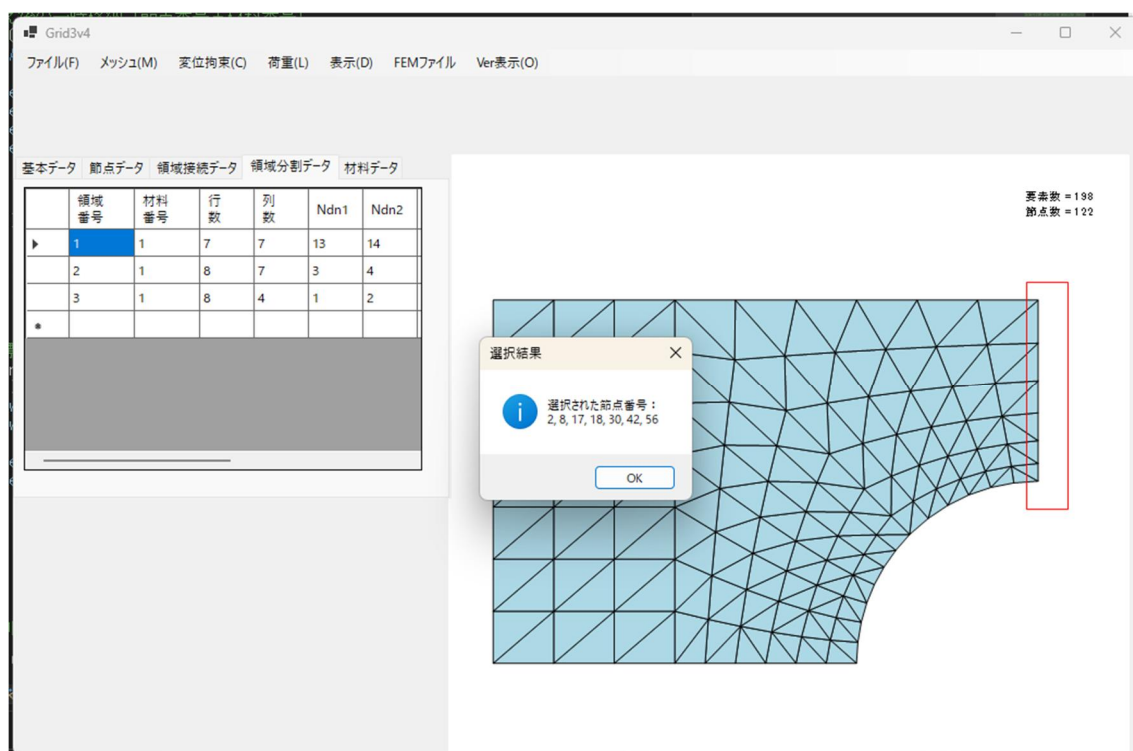 Grid3v4
ファイル(F) メッシュ(M) 変位拘束(C) 荷重(L) 表示(D) FEMファイル Ver表示(O)
基本データ 節点データ 領域接続データ 領域分割データ 材料データ
領域番号 材料番号 行数 列数 Ndn1 Ndn2
1 1 7 7 13 14
2 1 8 7 3 4
3 1 8 4 1 2
要素数 = 198
節点数 = 122
選択結果
選択された節点番号：
2, 8, 17, 18, 30, 42, 56
OK